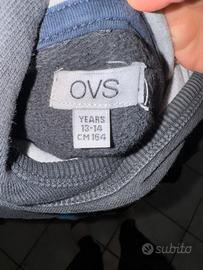 OVS
YEARS
13-14
CM 164
subito